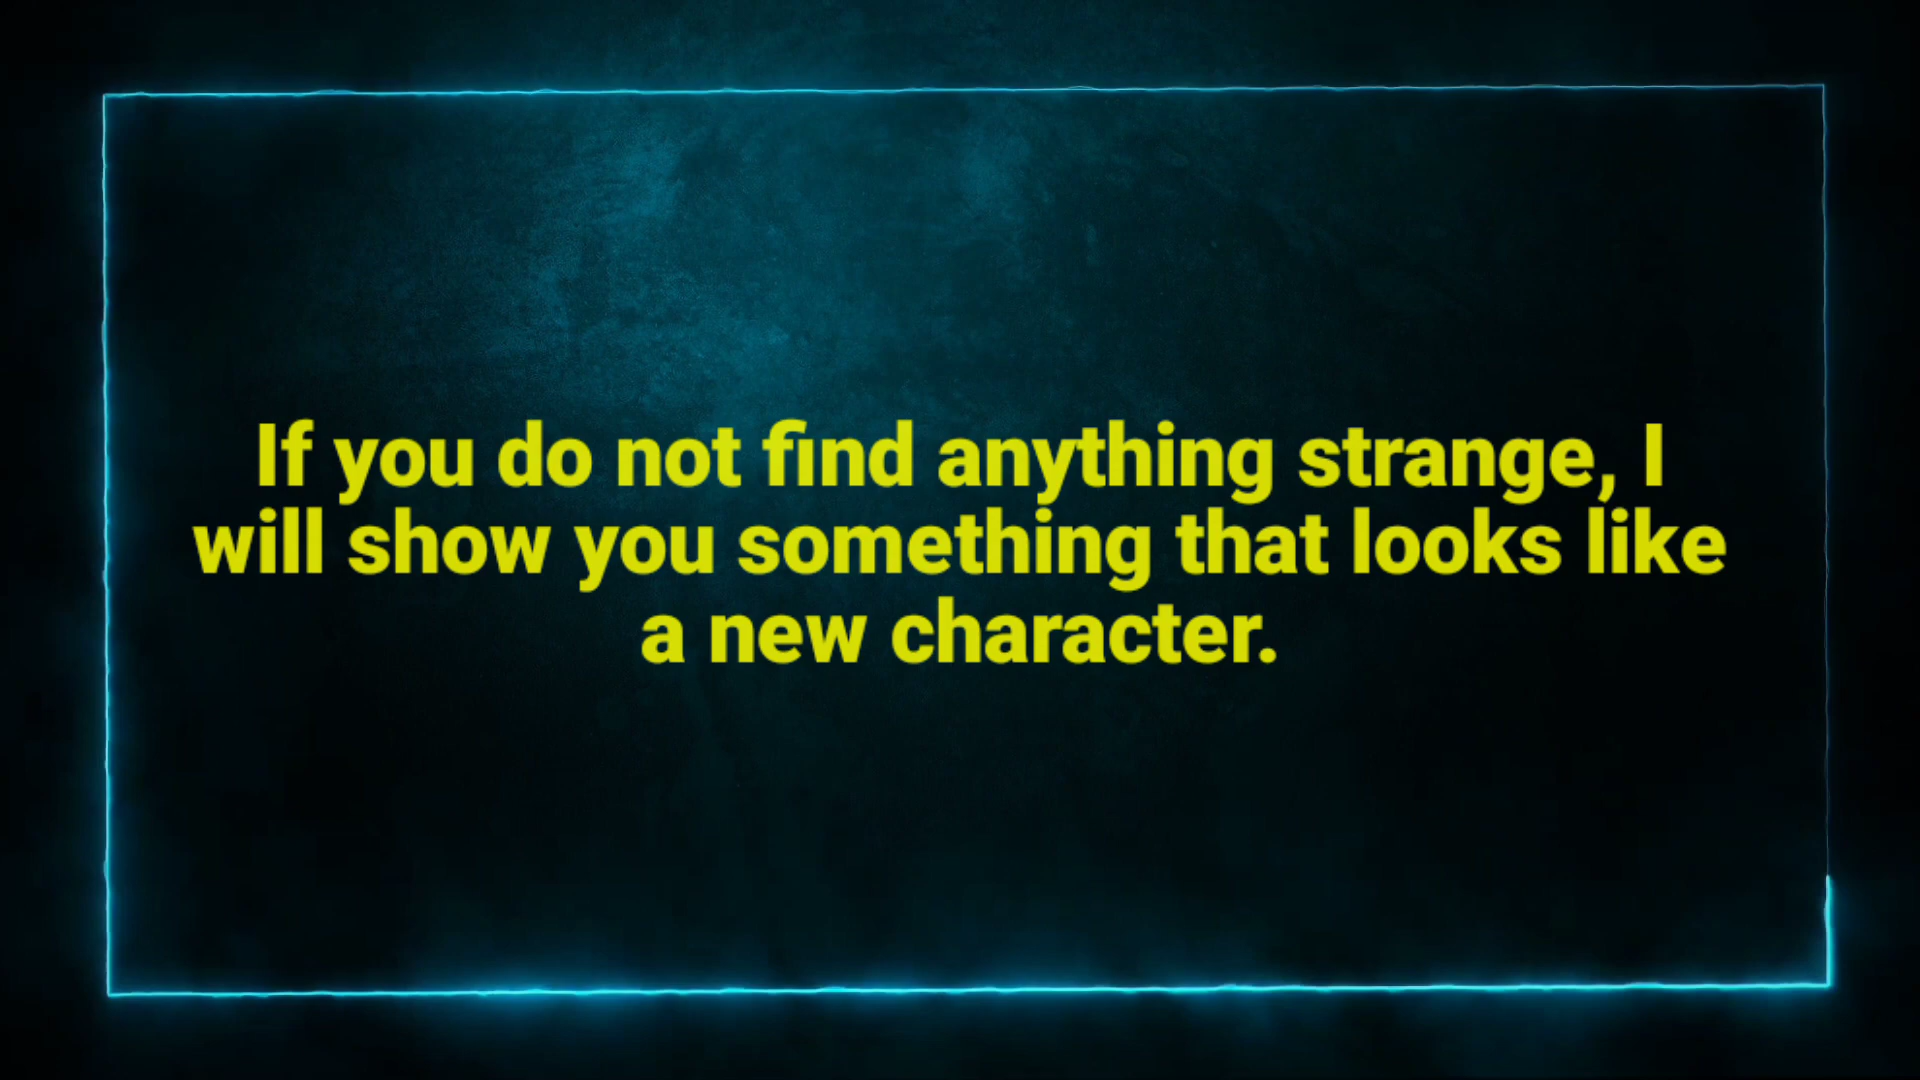 If you do not find anything strange, I
will show you something that looks like
a new character.